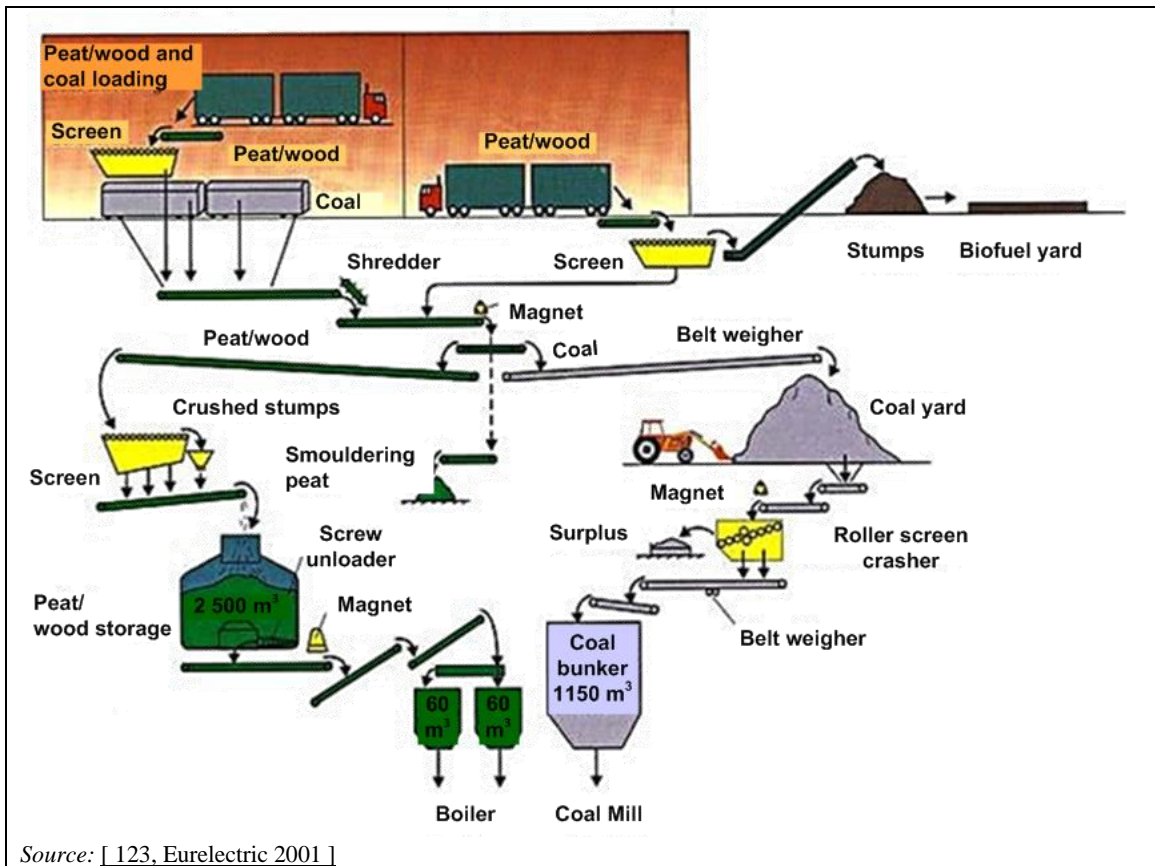 Peat/wood and
coal loading
Screen
Peat/wood
Coal
Peat/wood
Screen
Stumps
Biofuel yard
Shredder
Magnet
Peat/wood
Coal
Belt weigher
Crushed stumps
Coal yard
Screen
Smouldering
peat
Magnet
Surplus
Roller screen
crasher
Screw
unloader
2 500 m³
Peat/
wood storage
Magnet
Belt weigher
Coal
bunker
1150 m³
60
m³
60
m³
Boiler
Coal Mill
Source: [ 123, Eurelectric 2001 ]